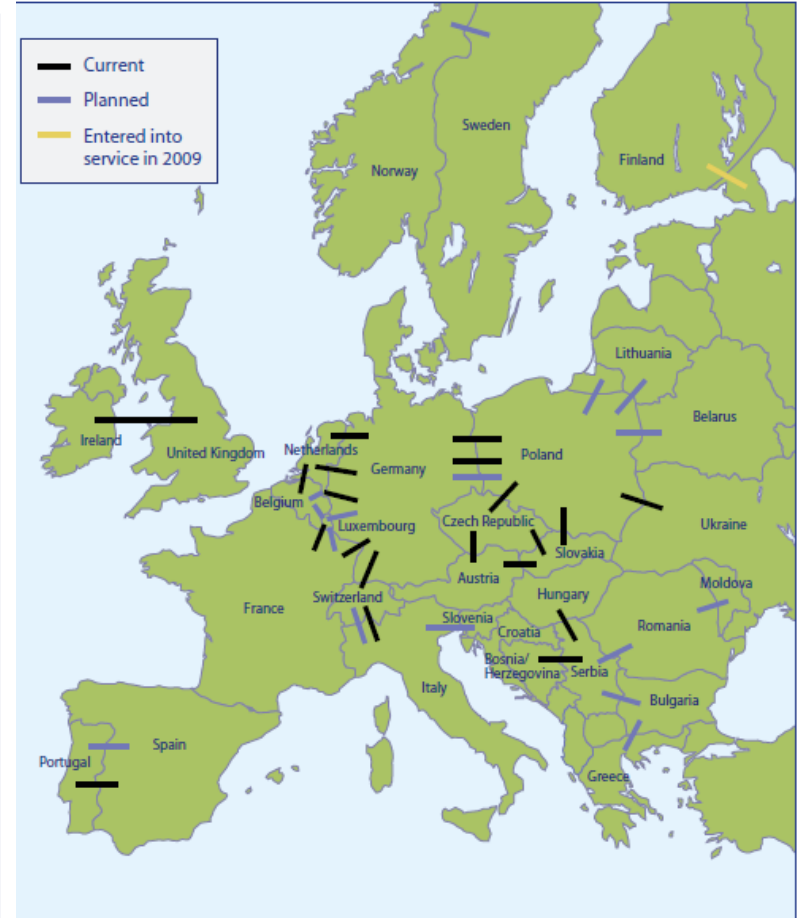 Current
Planned
Entered into
service in 2009
Sweden
Finland
Norway
Lithuania
Belarus
Ireland
United Kingdom
Netherlands
Germany
Poland
Belgium
Luxembourg
Czech Republic
Ukraine
Slovakia
Austria
Moldova
Switzerland
Hungary
France
Slovenia
Croatia
Romania
Bosnia/
Herzegovina
Serbia
Italy
Bulgaria
Portugal
Spain
Greece